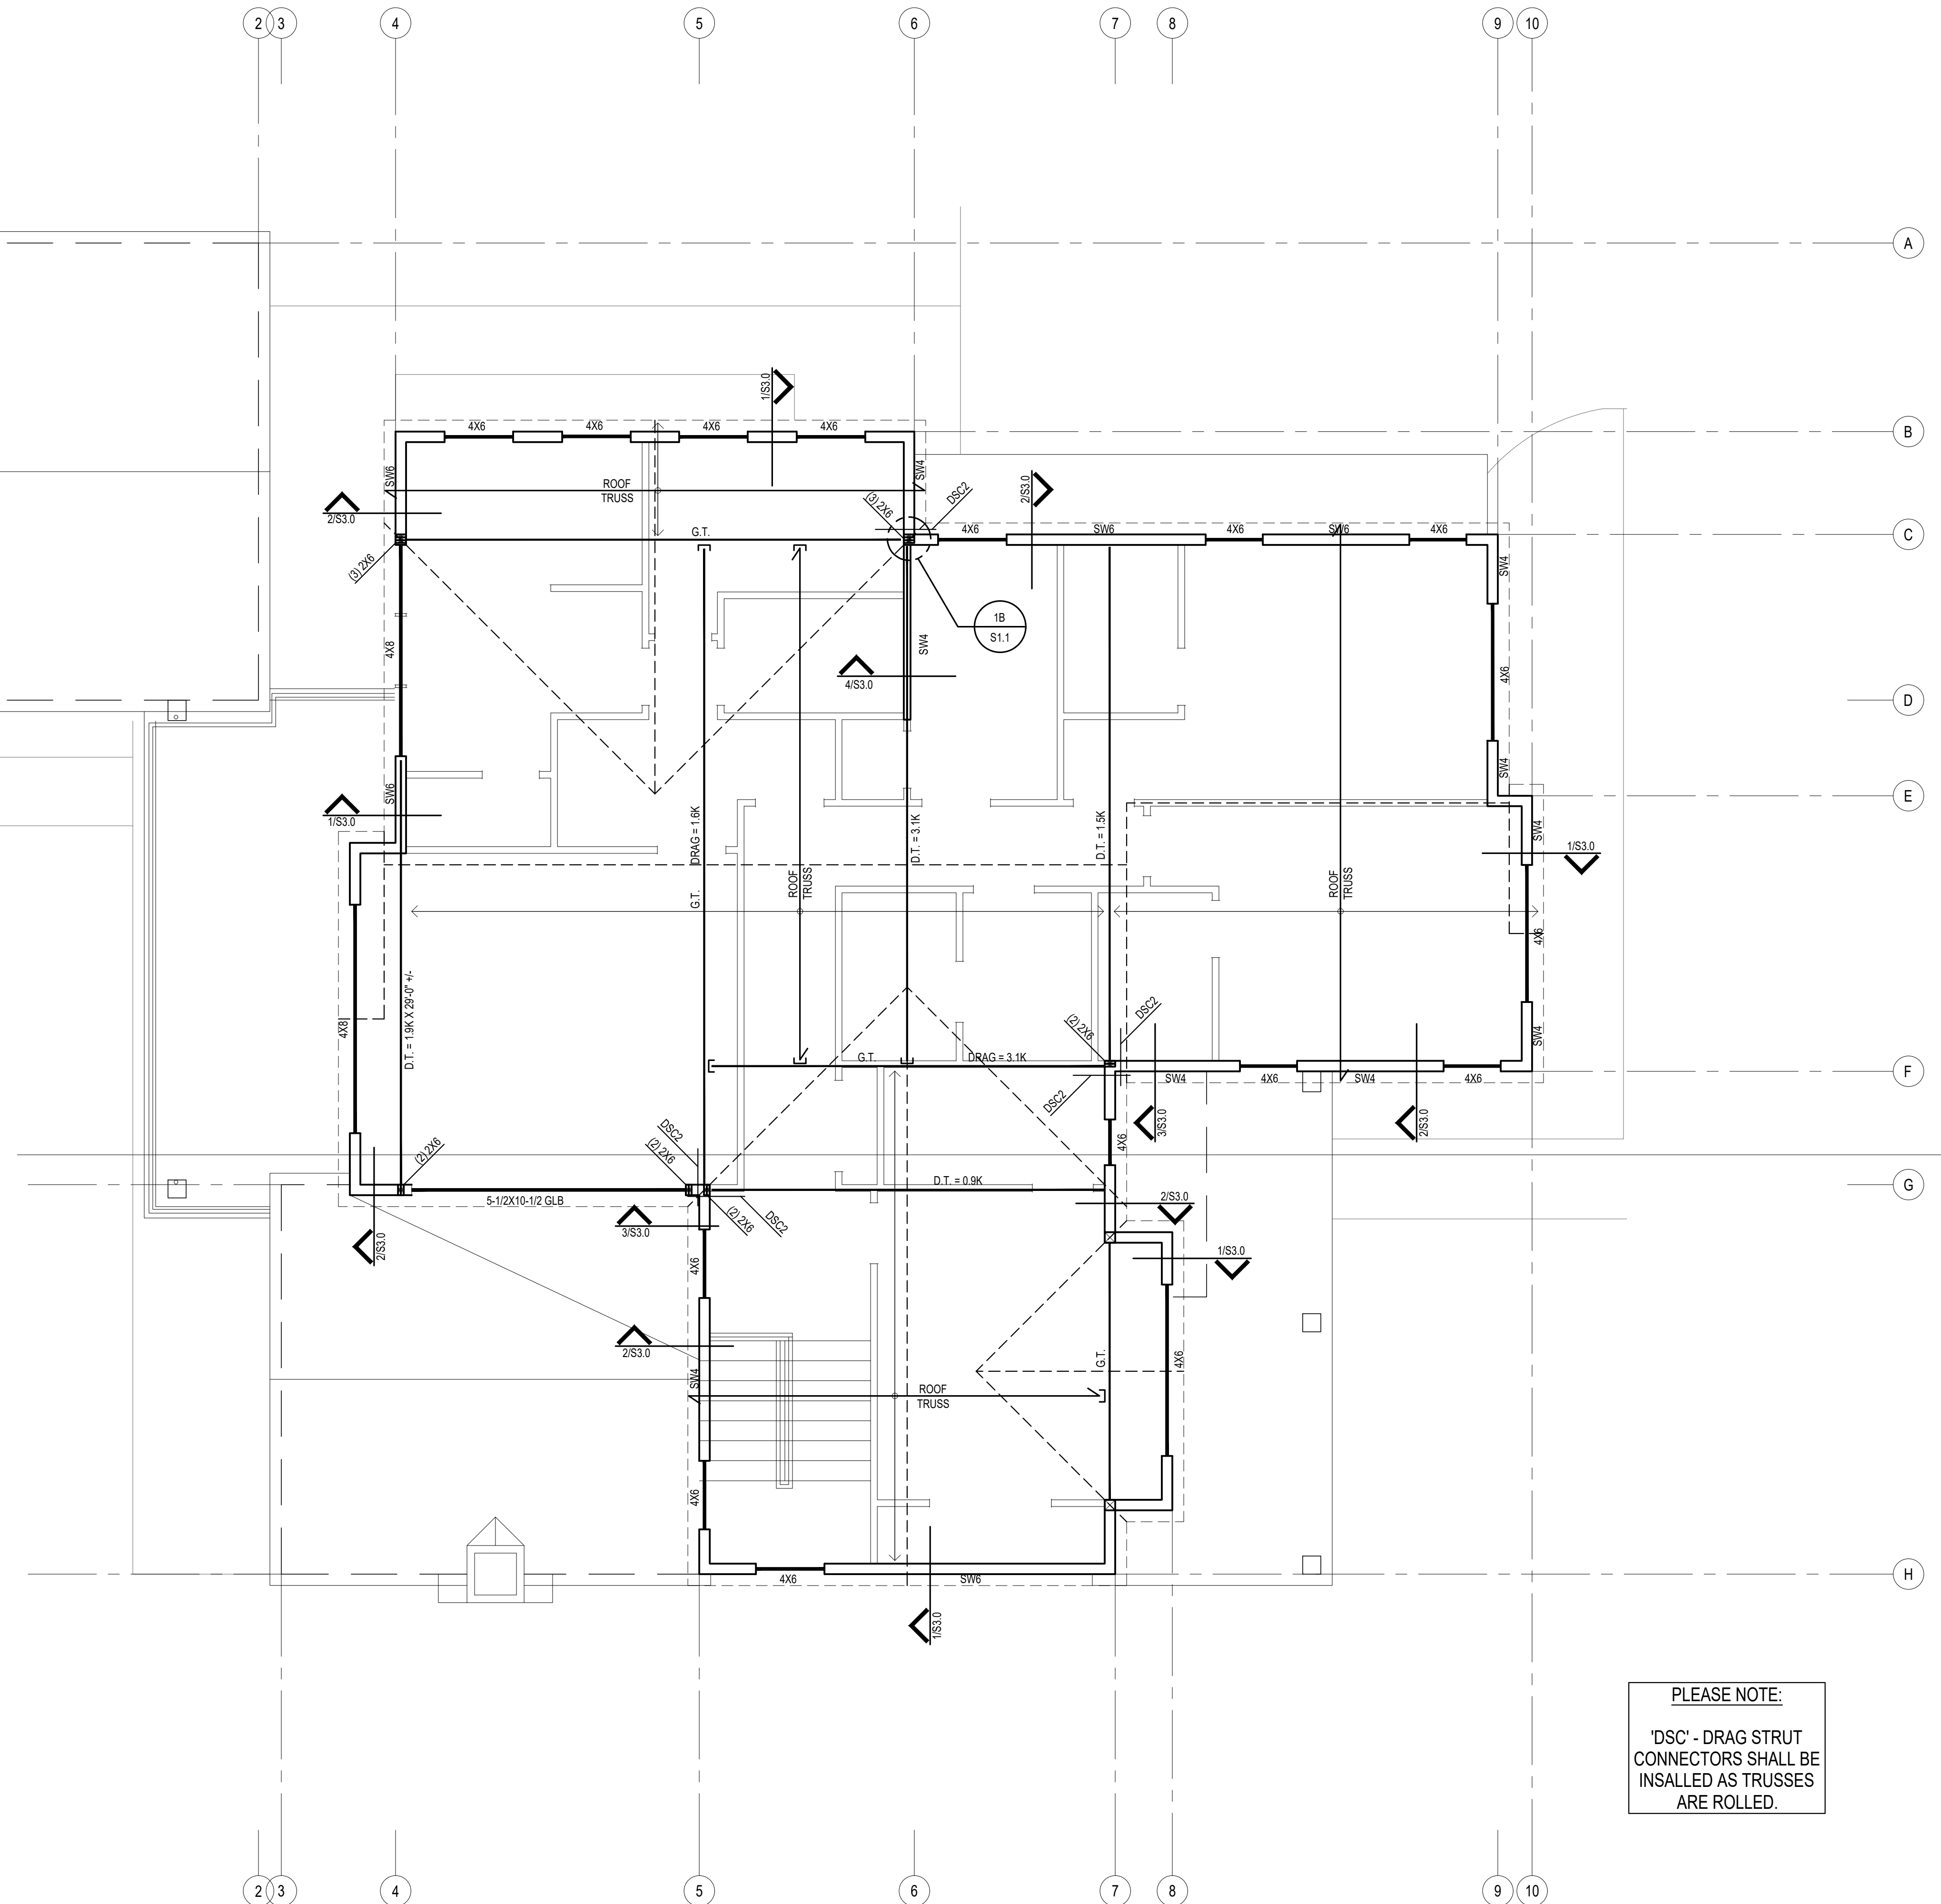 2 3 4 5 6 7 8 9 10
A
1/S3.0
4X6 4X6 4X6 4X6
B
SW6
SW4
ROOF
TRUSS
2/S3.0
(3) 2X6
DSC2
2/S3.0
G.T.
4X6 SW6 4X6 SW6 4X6
C
(3) 2X6
SW4
1B
S1.1
4X8
SW4
4/S3.0
4X6
D
SW4
SW6
E
1/S3.0
DRAG = 1.6K
D.T. = 3.1K
D.T. = 1.5K
SW4
1/S3.0
G.T.
ROOF
TRUSS
ROOF
TRUSS
4X6
4X8
D.T. = 1.9K X 29'-0" +/-
(2) 2X6
DSC2
SW4
G.T.
DRAG = 3.1K
DSC2
SW4 4X6 SW4 4X6
F
3/S3.0
2/S3.0
DSC2
(2) 2X6
(2) 2X6
4X6
5-1/2X10-1/2 GLB
D.T. = 0.9K
G
2/S3.0
3/S3.0
(2) 2X6
DSC2
2/S3.0
1/S3.0
4X6
2/S3.0
SW4
G.T.
4X6
ROOF
TRUSS
4X6
4X6
SW6
H
1/S3.0
PLEASE NOTE:
'DSC' - DRAG STRUT
CONNECTORS SHALL BE
INSALLED AS TRUSSES
ARE ROLLED.
2 3 4 5 6 7 8 9 10